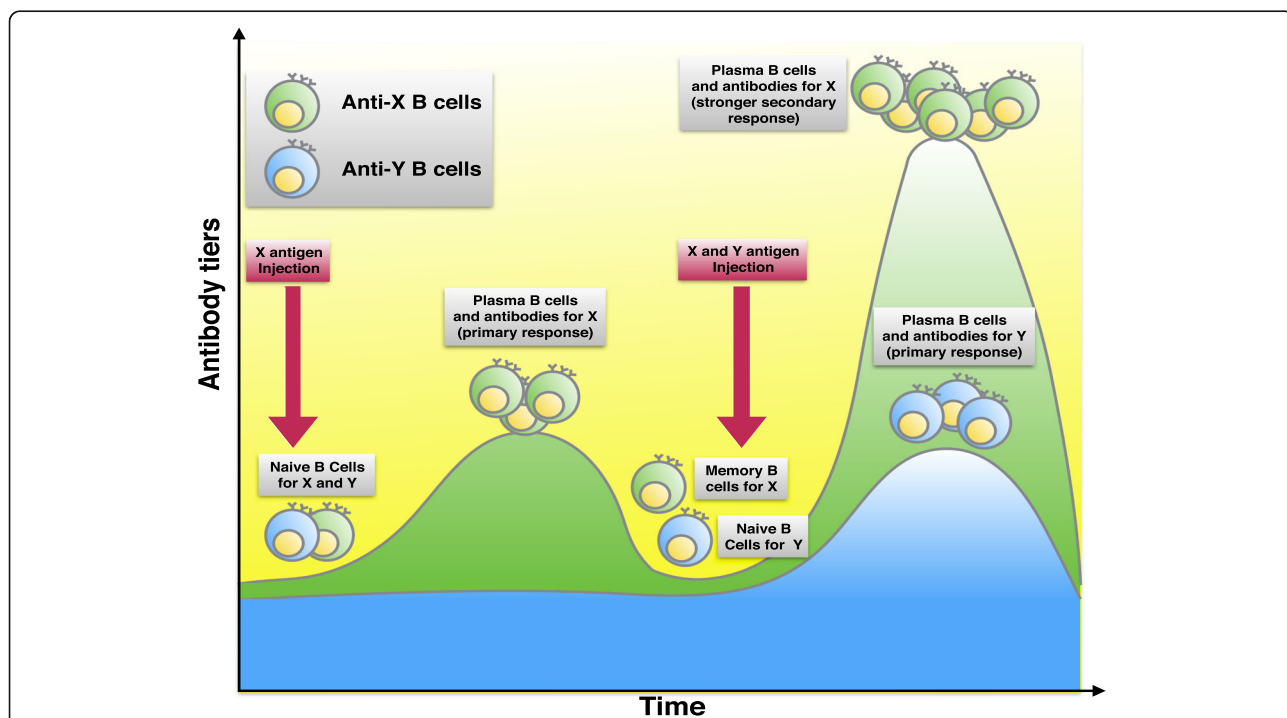 Anti-X B cells
Anti-Y B cells
Plasma B cells
and antibodies for X
(stronger secondary
response)
X antigen
Injection
X and Y antigen
Injection
Plasma B cells
and antibodies for X
(primary response)
Plasma B cells
and antibodies for Y
(primary response)
Naive B Cells
for X and Y
Memory B
cells for X
Naive B
Cells for Y
Antibody tiers
Time